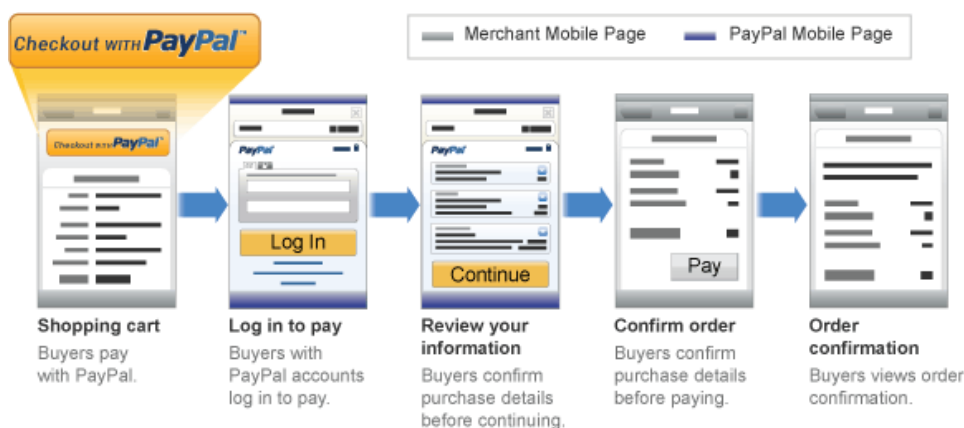 Checkout WITH PayPal™
Merchant Mobile Page
PayPal Mobile Page
Checkout WITH PayPal™
PayPal
Log In
PayPal
Continue
Pay
Shopping cart
Buyers pay
with PayPal.
Log in to pay
Buyers with
PayPal accounts
log in to pay.
Review your
information
Buyers confirm
purchase details
before continuing.
Confirm order
Buyers confirm
purchase details
before paying.
Order
confirmation
Buyers views order
confirmation.